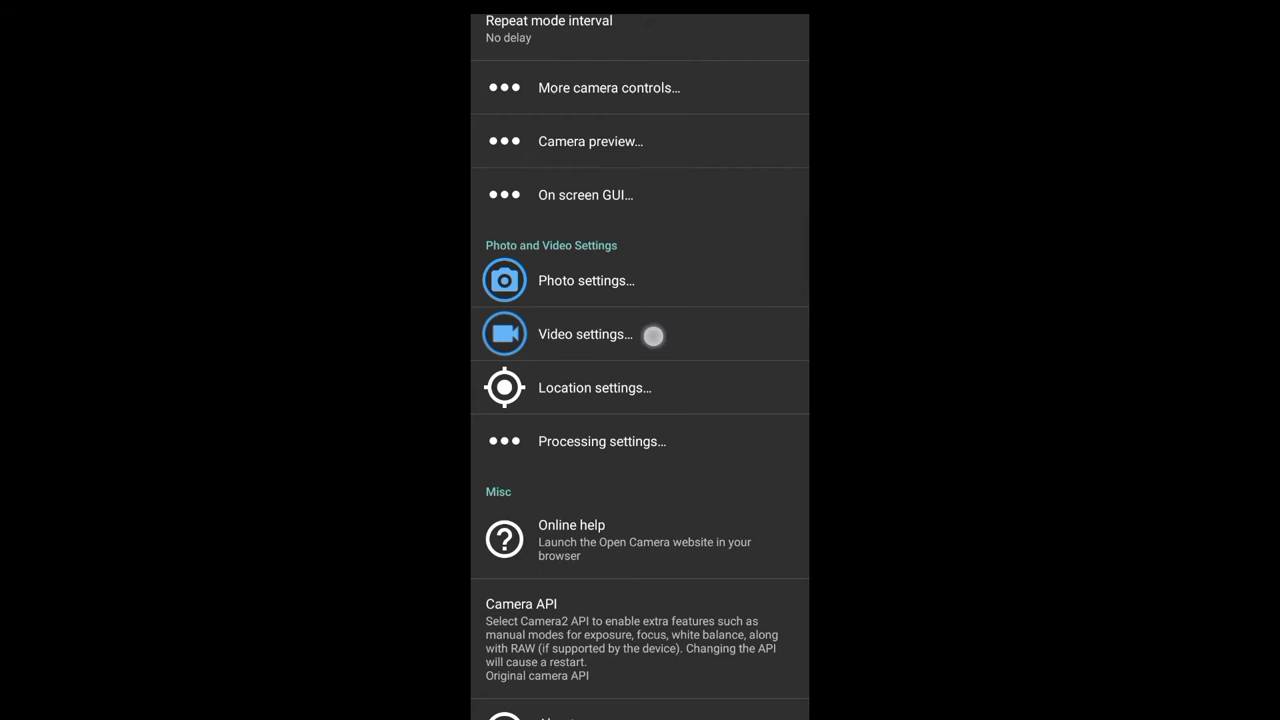 Repeat mode interval
No delay
More camera controls...
Camera preview...
On screen GUI...
Photo and Video Settings
Photo settings...
Video settings...
Location settings...
Processing settings...
Misc
Online help
Launch the Open Camera website in your
browser
Camera API
Select Camera2 API to enable extra features such as
manual modes for exposure, focus, white balance, along
with RAW (if supported by the device). Changing the API
will cause a restart.
Original camera API